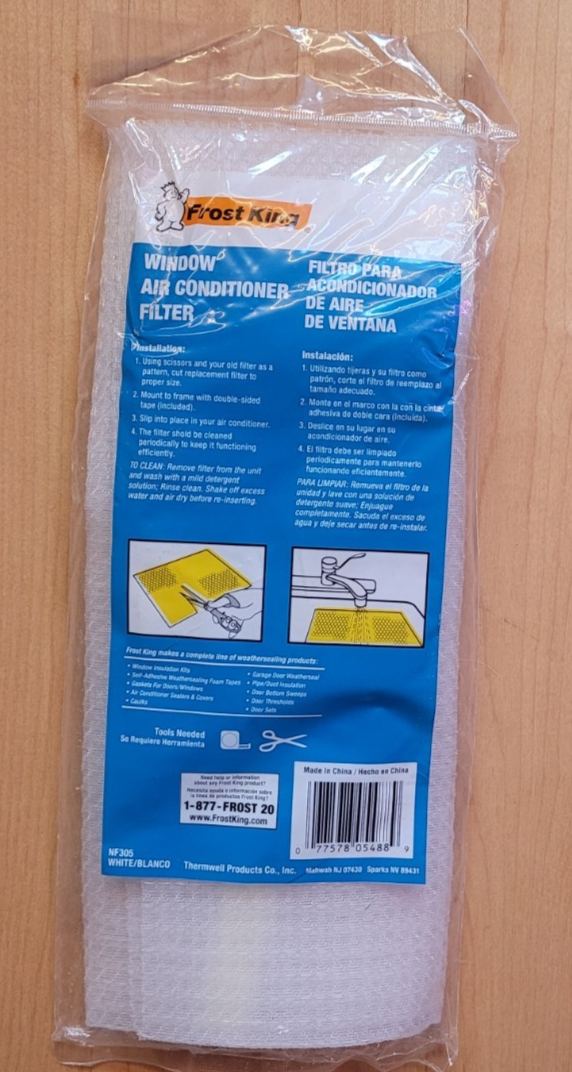 Frost King
WINDOW
AIR CONDITIONER
FILTER
FILTRO PARA
ACONDICIONADOR
DE AIRE
DE VENTANA
Installation:
1. Using scissors and your old filter as a
pattern, cut replacement filter to
proper size.
2. Mount to frame with double-sided
tape (included).
3. Slip into place in your air conditioner.
4. The filter shold be cleaned
periodically to keep it functioning
efficiently.
TO CLEAN: Remove filter from the unit
and wash with a mild detergent
solution; Rinse clean. Shake off excess
water and air dry before re-inserting.
Instalación:
1. Utilizando tijeras y su filtro como
patrón, corte el filtro de reemplazo al
tamaño adecuado.
2. Monte en el marco con la con la cinta
adhesiva de doble cara (Incluida).
3. Deslice en su lugar en su
acondicionador de aire.
4. El filtro debe ser limpiado
periodicamente para mantenerlo
funcionando eficientemente.
PARA LIMPIAR: Remueva el filtro de la
unidad y lave con una solución de
detergente suave; Enjuague
completamente. Sacuda el exceso de
agua y deje secar antes de re-instalar.
Frost King makes a complete line of weathersealing products:
• Window Insulation Kits
• Self-Adhesive Weathersealing Foam Tapes
• Gaskets For Doors/Windows
• Air Conditioner Sealers & Covers
• Caulks
• Garage Door Weatherseal
• Pipe/Duct Insulation
• Door Bottom Sweeps
• Door Thresholds
• Door Sets
Tools Needed
Se Requiere Herramienta
Need help or information
about any Frost King product?
Necesita ayuda o información sobre
la línea de productos Frost King?
1-877-FROST 20
www.FrostKing.com
Made in China / Hecho en China
0 77578 05488 9
NF305
WHITE/BLANCO
Thermwell Products Co., Inc. Mahwah NJ 07430 Sparks NV 89431